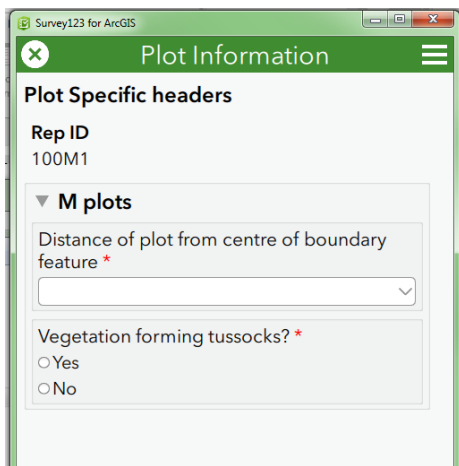 Survey123 for ArcGIS
Plot Information
Plot Specific headers
Rep ID
100M1
M plots
Distance of plot from centre of boundary
feature *
Vegetation forming tussocks? *
Yes
No